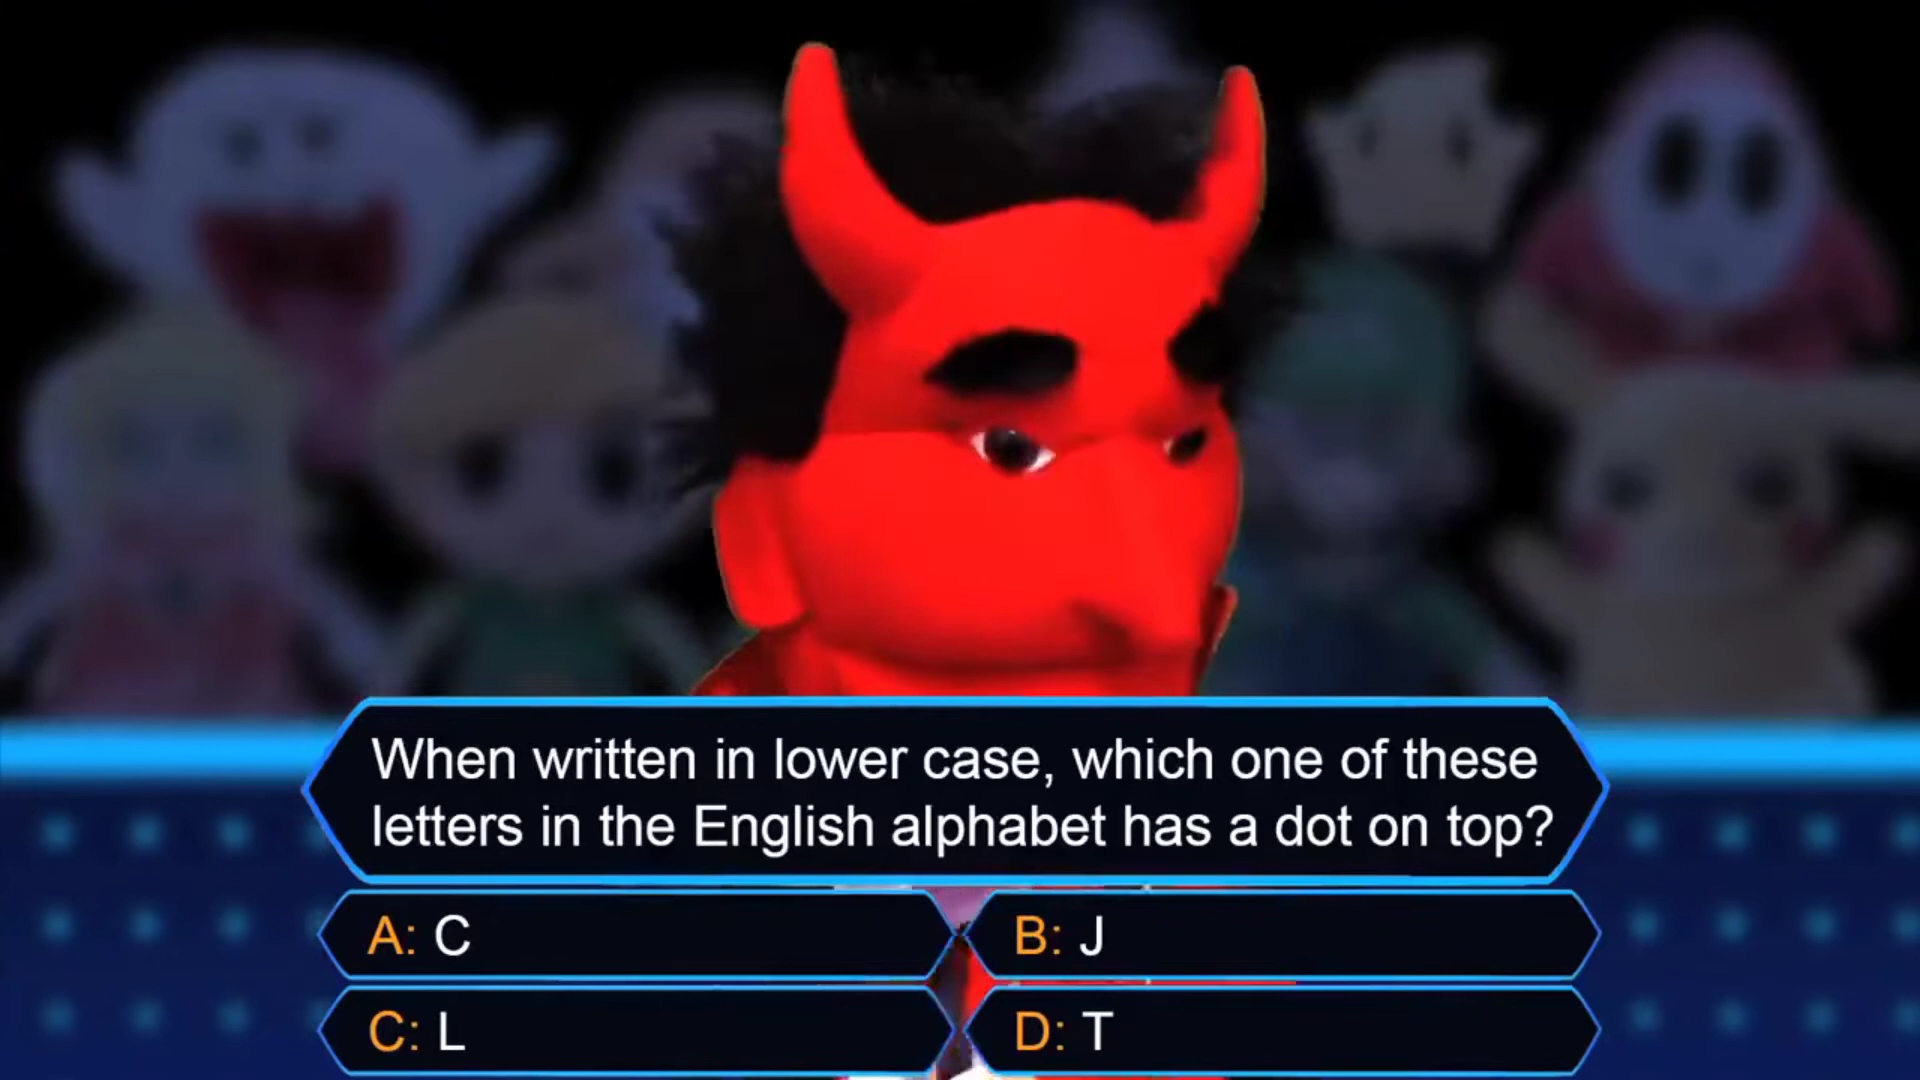 When written in lower case, which one of these
letters in the English alphabet has a dot on top?
A: C
B: J
C: L
D: T